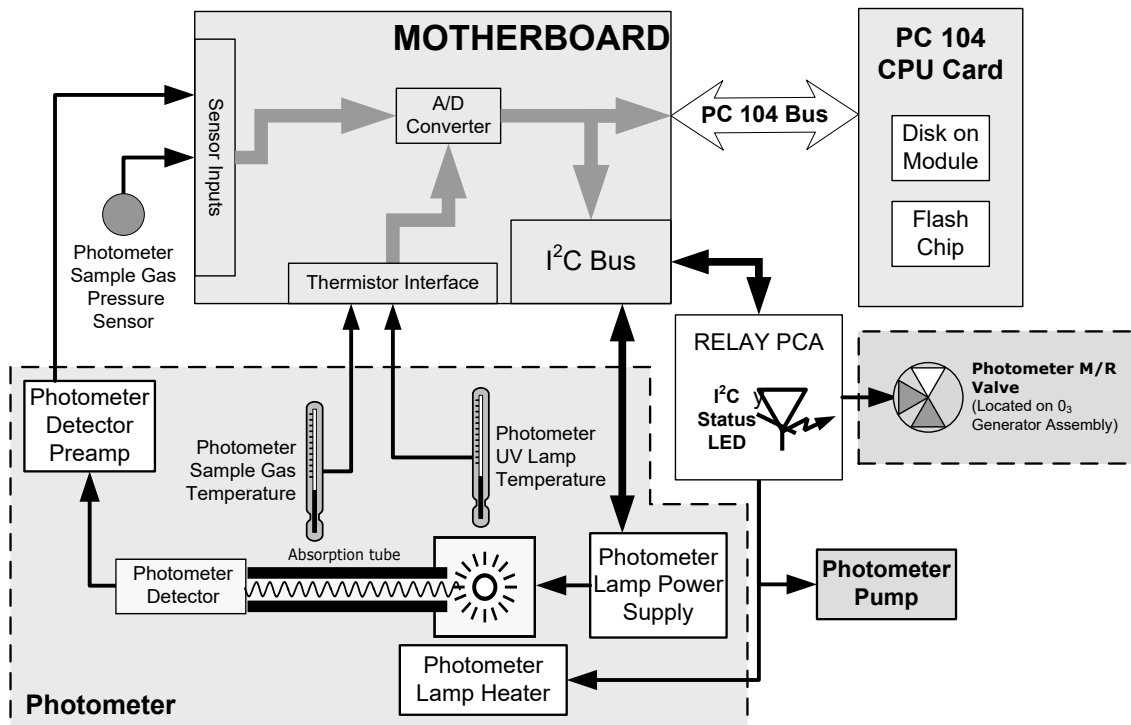 MOTHERBOARD
PC 104
CPU Card
Sensor Inputs
A/D
Converter
PC 104 Bus
Disk on
Module
Flash
Chip
Photometer
Sample Gas
Pressure
Sensor
Thermistor Interface
I²C Bus
RELAY PCA
I²C
y
Status
LED
Photometer M/R
Valve
(Located on 0₃
Generator Assembly)
Photometer
Detector
Preamp
Photometer
Sample Gas
Temperature
Photometer
UV Lamp
Temperature
Absorption tube
Photometer
Detector
Photometer
Lamp Power
Supply
Photometer
Pump
Photometer
Lamp Heater
Photometer